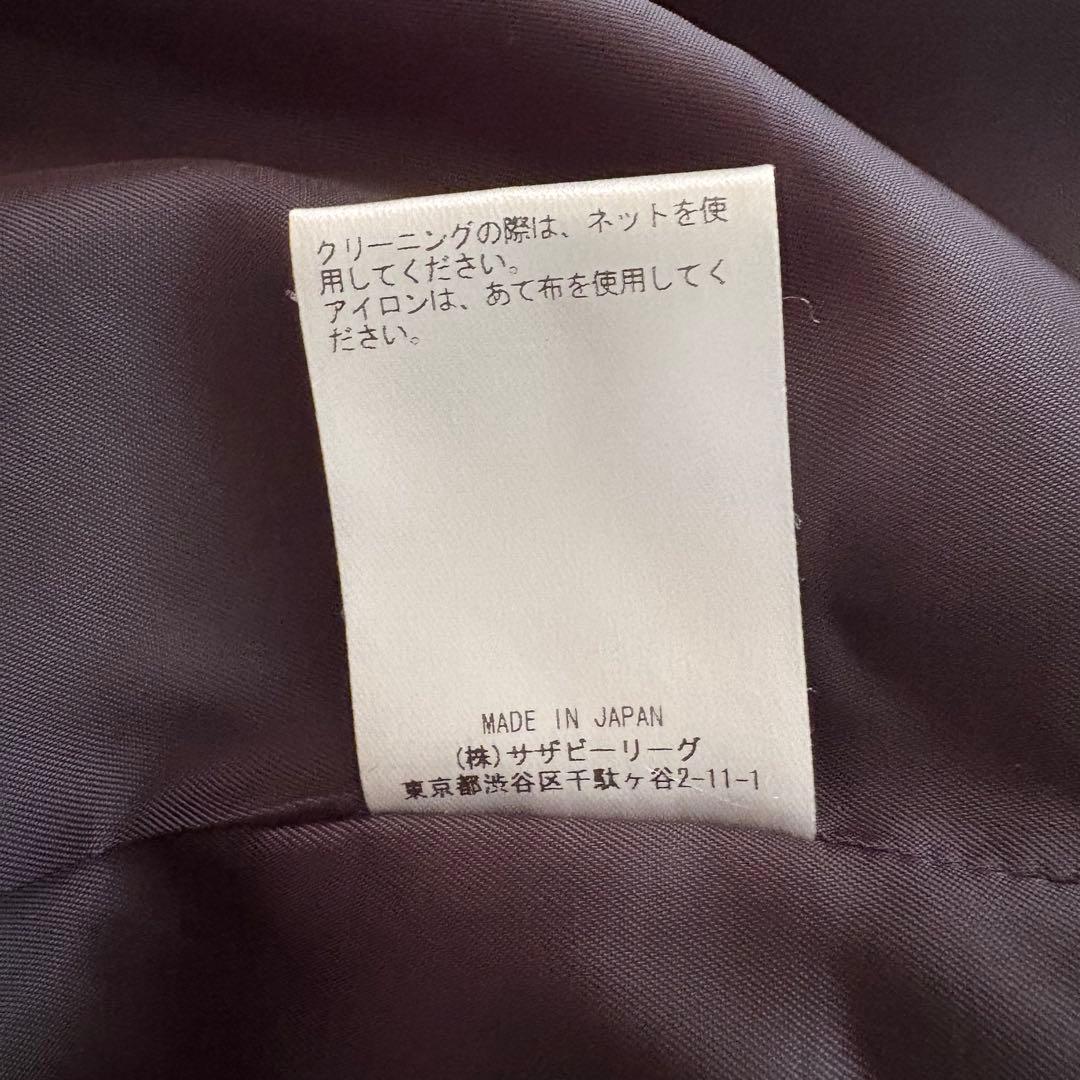 クリーニングの際は、ネットを使
用してください。
アイロンは、あて布を使用してく
ださい。
MADE IN JAPAN
(株)サザビーリーグ
東京都渋谷区千駄ヶ谷2-11-1